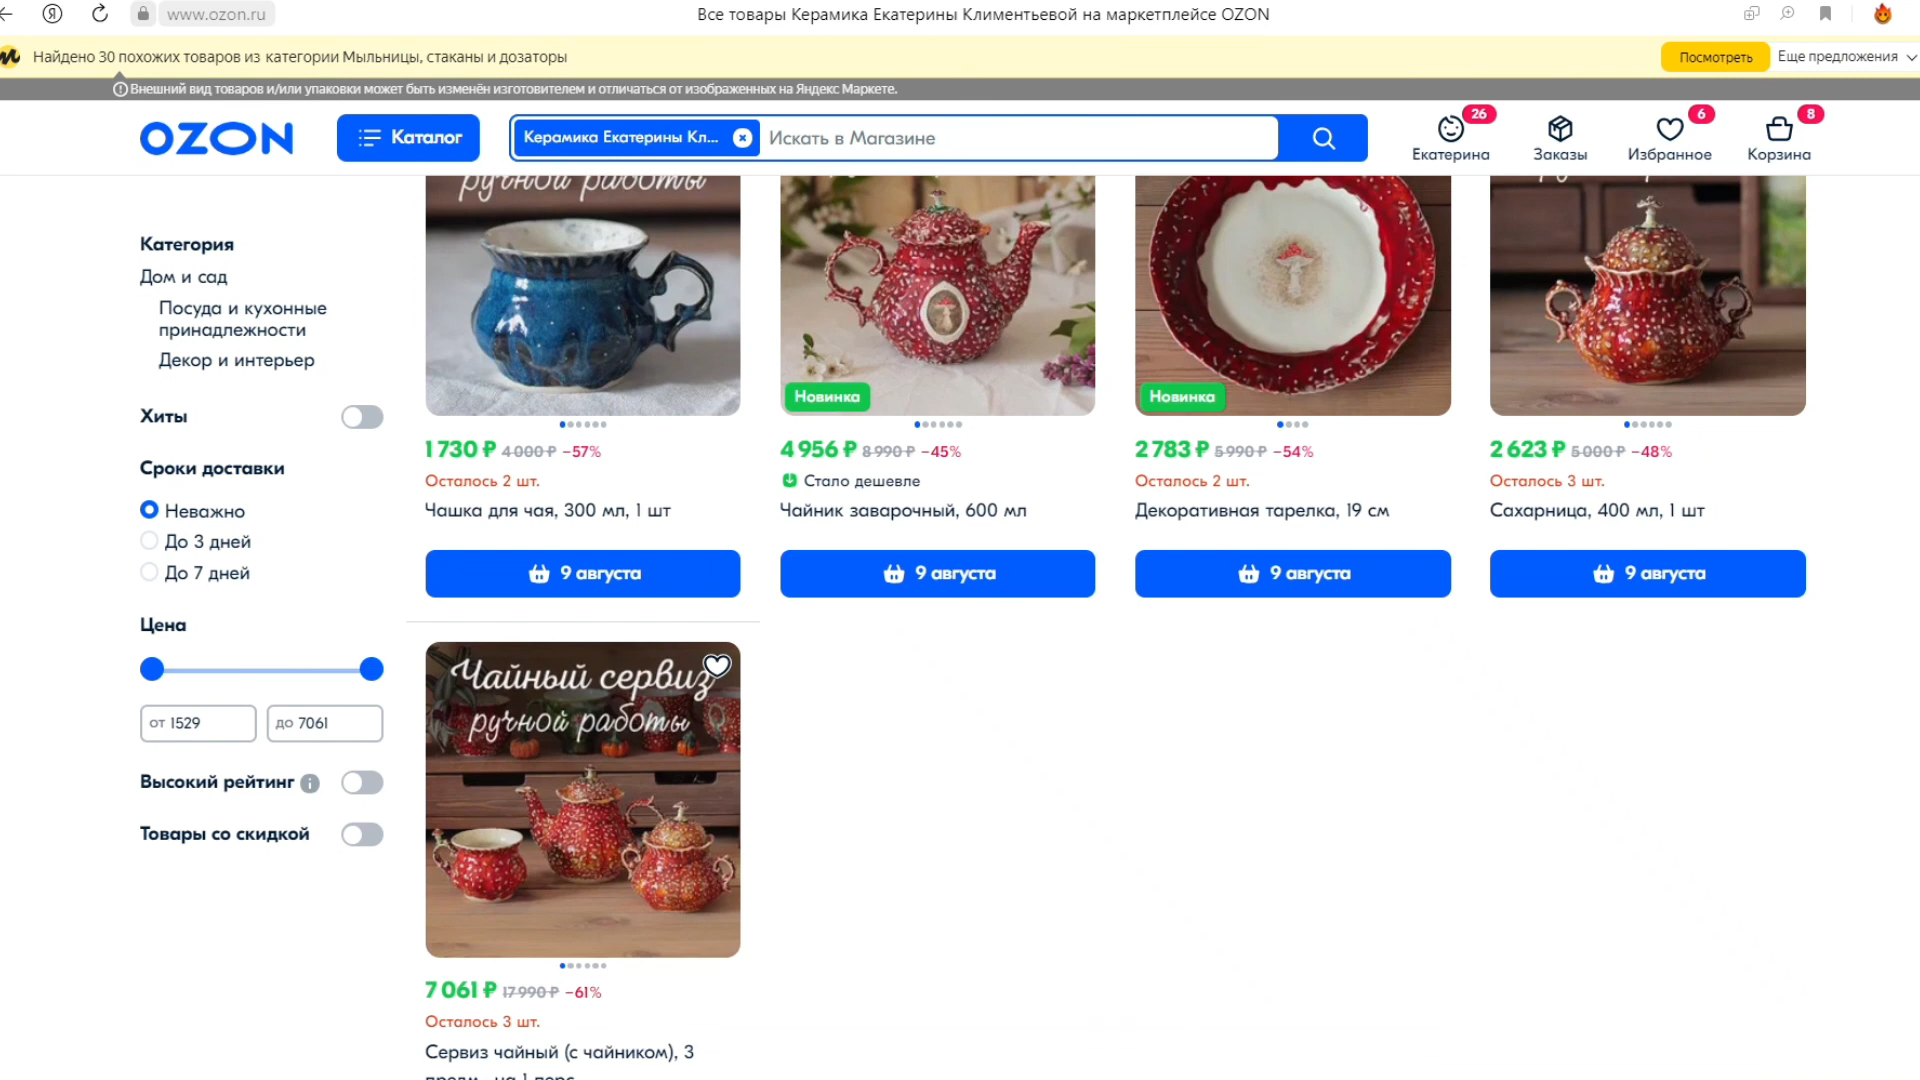 www.ozon.ru
Все товары Керамика Екатерины Климентьевой на маркетплейсе OZON
Найдено 30 похожих товаров из категории Мыльницы, стаканы и дозаторы
Посмотреть
Еще предложения
Внешний вид товаров и/или упаковки может быть изменён изготовителем и отличаться от изображенных на Яндекс Маркете.
OZON
Каталог
Керамика Екатерины Кл...
Искать в Магазине
26
Екатерина
Заказы
6
Избранное
8
Корзина
Категория
Дом и сад
Посуда и кухонные
принадлежности
Декор и интерьер
Хиты
Сроки доставки
Неважно
До 3 дней
До 7 дней
Цена
от 1529
до 7061
Высокий рейтинг
Товары со скидкой
ручной работы
1 730 ₽ 4 000 ₽ −57%
Осталось 2 шт.
Чашка для чая, 300 мл, 1 шт
9 августа
Новинка
4 956 ₽ 8 990 ₽ −45%
Стало дешевле
Чайник заварочный, 600 мл
9 августа
Новинка
2 783 ₽ 5 990 ₽ −54%
Осталось 2 шт.
Декоративная тарелка, 19 см
9 августа
2 623 ₽ 5 000 ₽ −48%
Осталось 3 шт.
Сахарница, 400 мл, 1 шт
9 августа
Чайный сервиз
ручной работы
7 061 ₽ 17 990 ₽ −61%
Осталось 3 шт.
Сервиз чайный (с чайником), 3
предм., на 1 перс